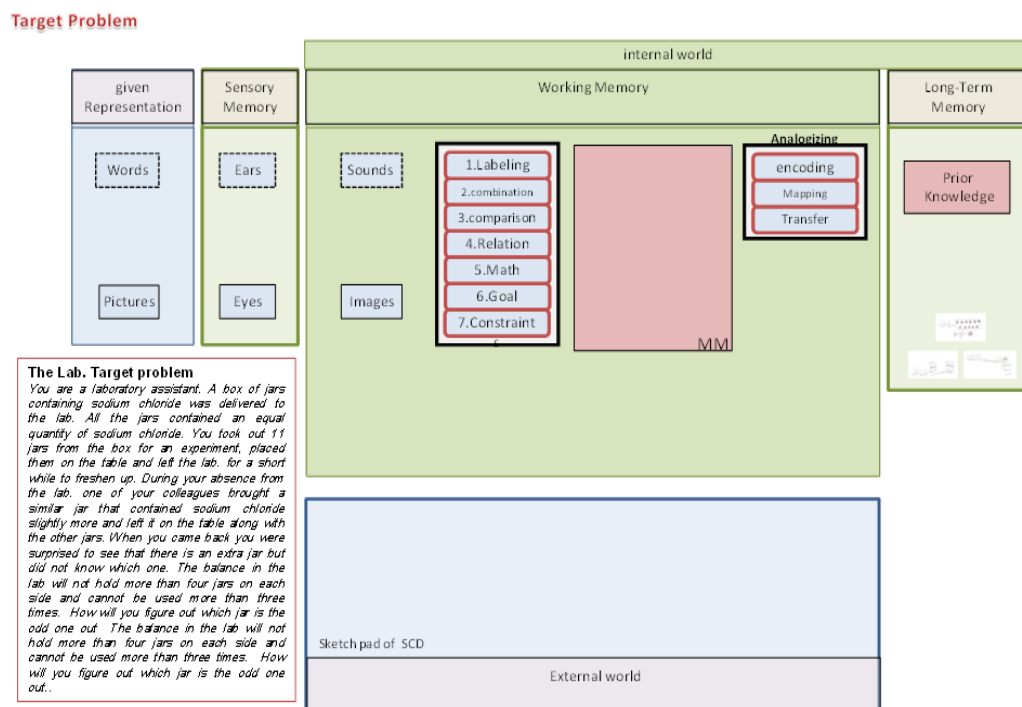 Target Problem
internal world
given
Representation
Sensory
Memory
Working Memory
Long-Term
Memory
Words
Ears
Sounds
1.Labeling
2.combination
3.comparison
4.Relation
5.Math
6.Goal
7.Constraint
s
Analogizing
encoding
Mapping
Transfer
Prior
Knowledge
Pictures
Eyes
Images
MM
The Lab. Target problem
You are a laboratory assistant. A box of jars
containing sodium chloride was delivered to
the lab. All the jars contained an equal
quantity of sodium chloride. You took out 11
jars from the box for an experiment, placed
them on the table and left the lab. for a short
while to freshen up. During your absence from
the lab. one of your colleagues brought a
similar jar that contained sodium chloride
slightly more and left it on the table along with
the other jars. When you came back you were
surprised to see that there is an extra jar but
did not know which one. The balance in the
lab will not hold more than four jars on each
side and cannot be used more than three
times. How will you figure out which jar is the
odd one out The balance in the lab will not
hold more than four jars on each side and
cannot be used more than three times. How
will you figure out which jar is the odd one
out..
Sketch pad of SCD
External world